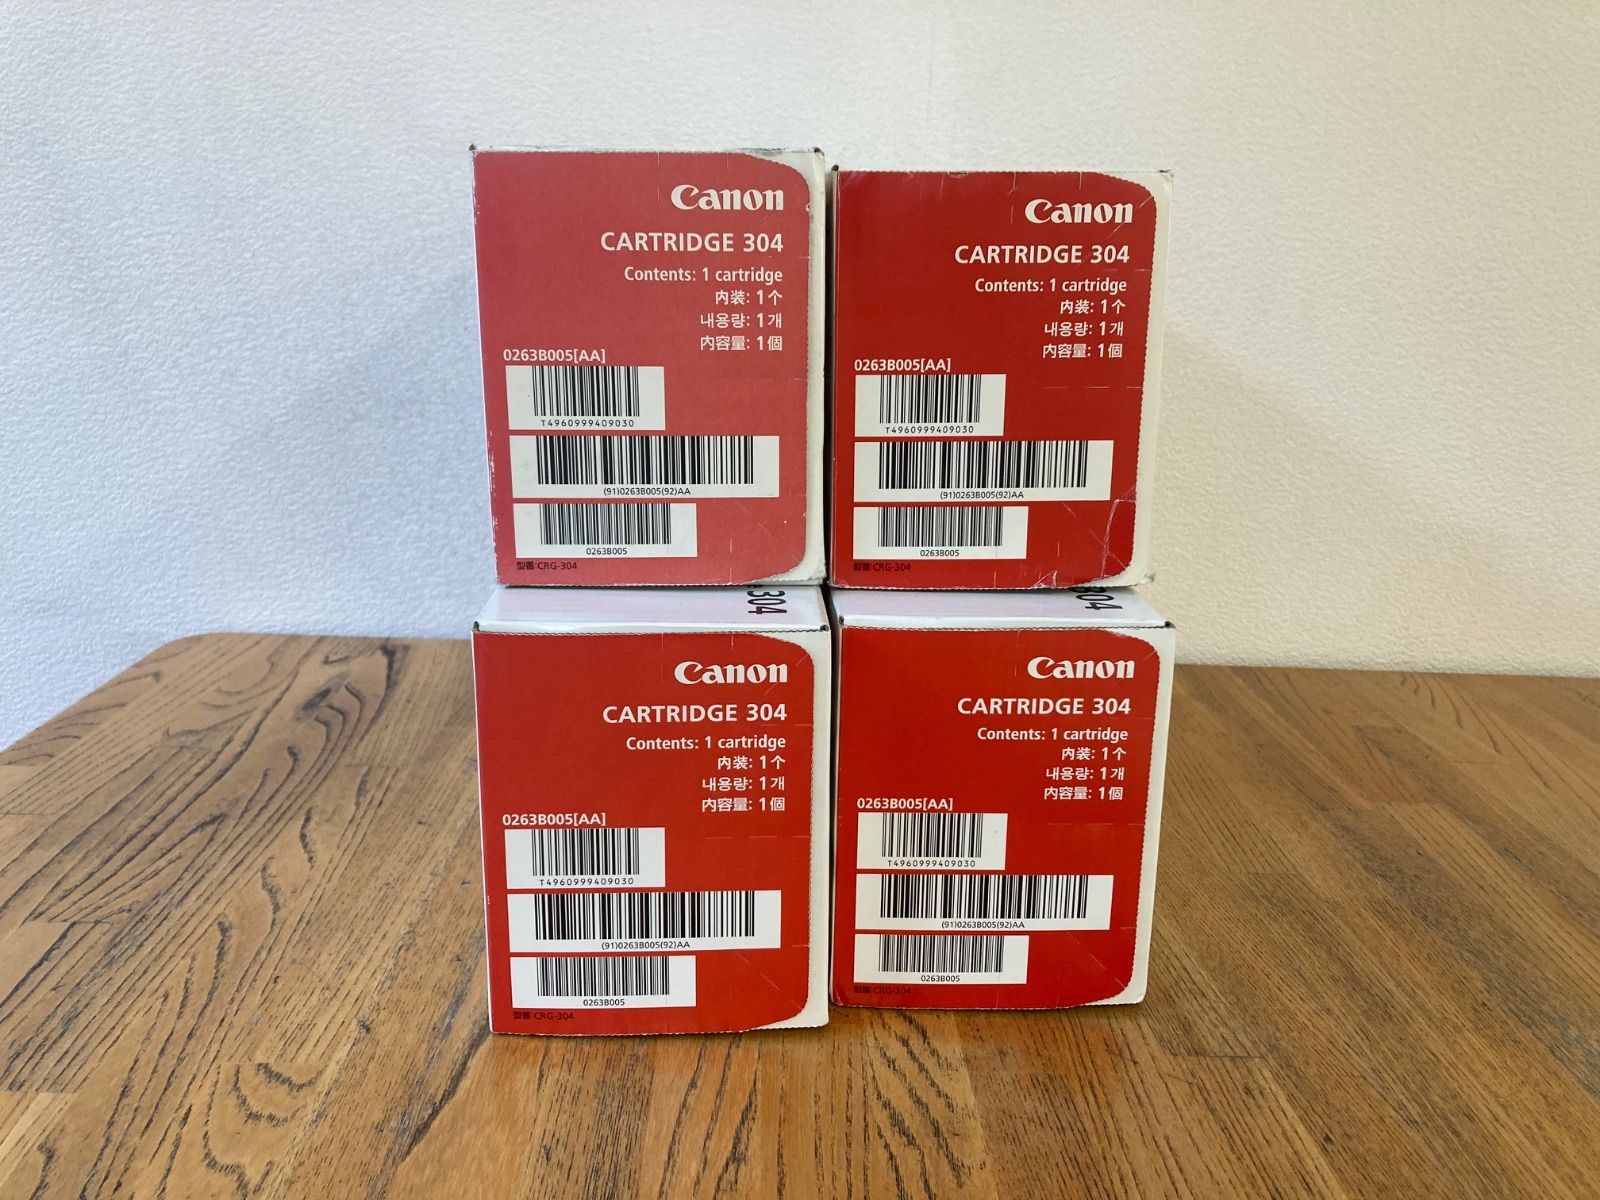 Canon
CARTRIDGE 304
Contents: 1 cartridge
内装: 1个
내용량: 1개
内容量: 1個
0263B005[AA]
T4960999409030
(91)0263B005(92)AA
0263B005
型番:CRG-304
Canon
CARTRIDGE 304
Contents: 1 cartridge
内装: 1个
내용량: 1개
内容量: 1個
0263B005[AA]
T4960999409030
(91)0263B005(92)AA
0263B005
型番:CRG-304
304
Canon
CARTRIDGE 304
Contents: 1 cartridge
内装: 1个
내용량: 1개
内容量: 1個
0263B005[AA]
T4960999409030
(91)0263B005(92)AA
0263B005
型番:CRG-304
304
Canon
CARTRIDGE 304
Contents: 1 cartridge
内装: 1个
내용량: 1개
内容量: 1個
0263B005[AA]
T4960999409030
(91)0263B005(92)AA
0263B005
型番:CRG-304